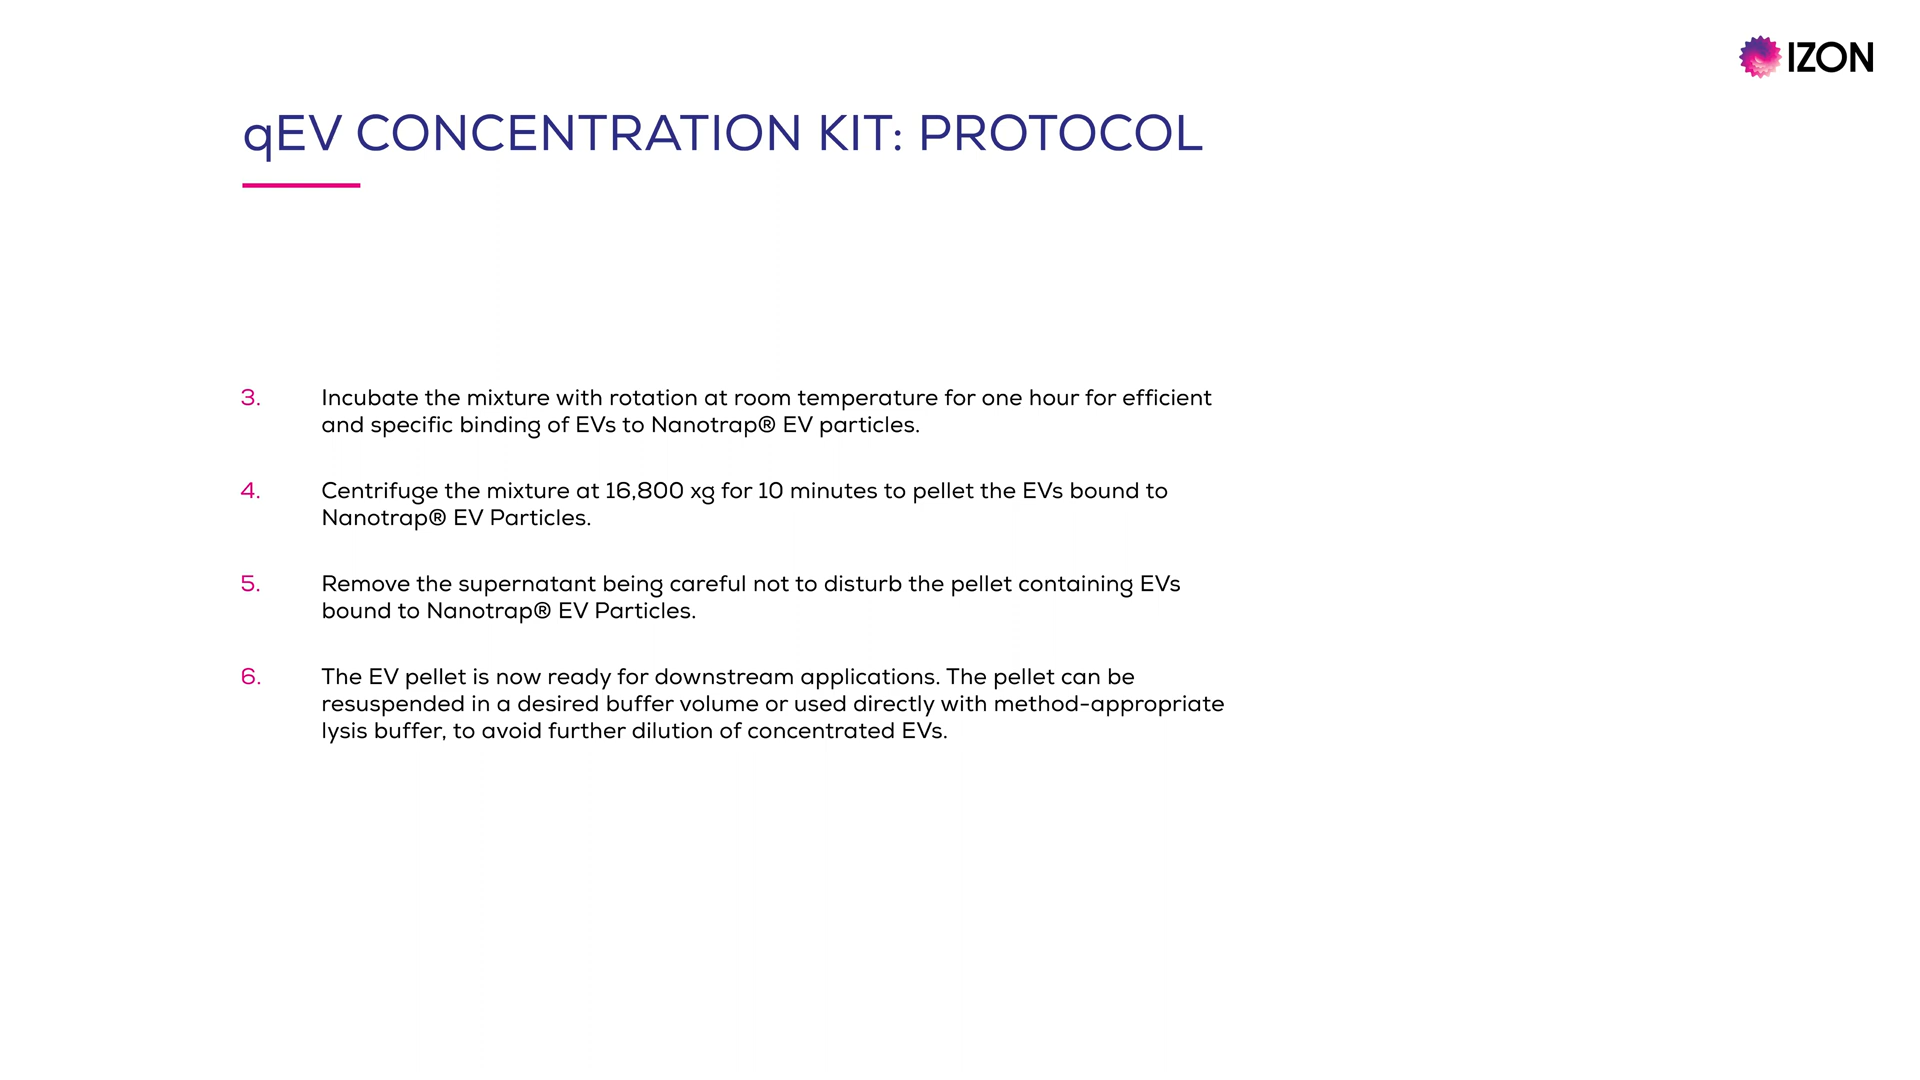 IZON
qEV CONCENTRATION KIT: PROTOCOL
3. Incubate the mixture with rotation at room temperature for one hour for efficient
and specific binding of EVs to Nanotrap® EV particles.
4. Centrifuge the mixture at 16,800 xg for 10 minutes to pellet the EVs bound to
Nanotrap® EV Particles.
5. Remove the supernatant being careful not to disturb the pellet containing EVs
bound to Nanotrap® EV Particles.
6. The EV pellet is now ready for downstream applications. The pellet can be
resuspended in a desired buffer volume or used directly with method-appropriate
lysis buffer, to avoid further dilution of concentrated EVs.